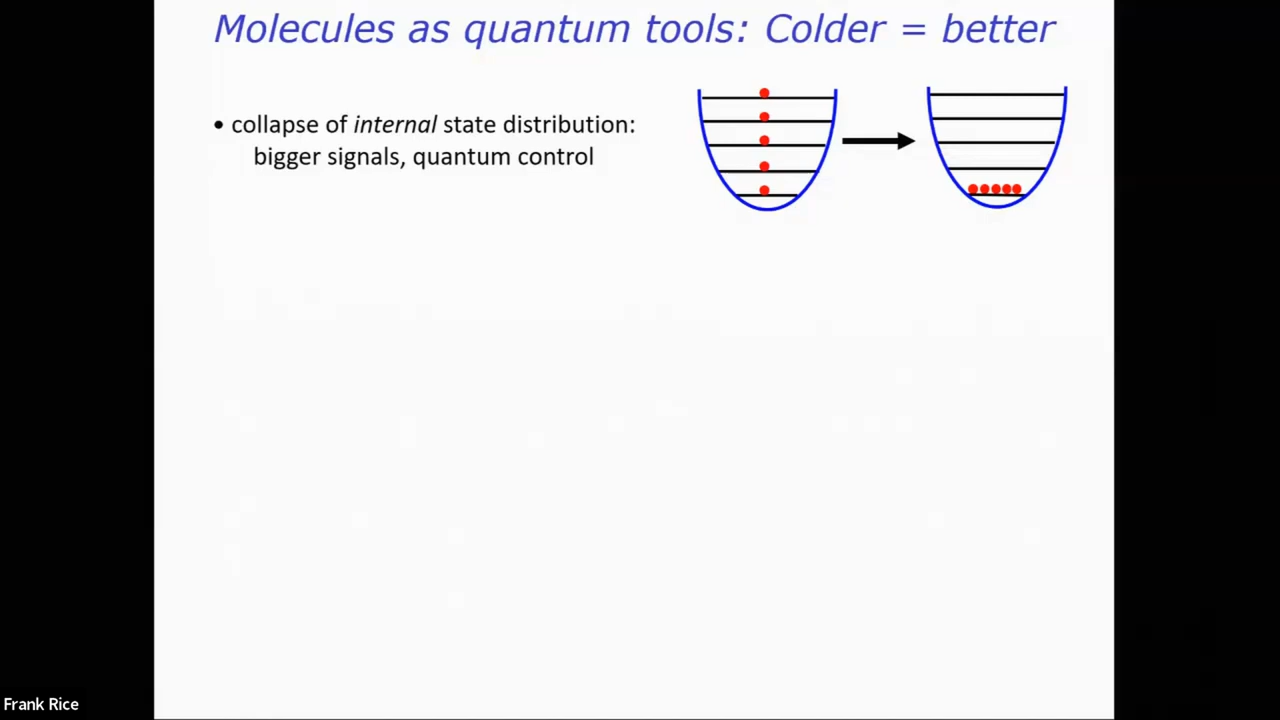 Molecules as quantum tools: Colder = better
• collapse of internal state distribution:
bigger signals, quantum control
Frank Rice